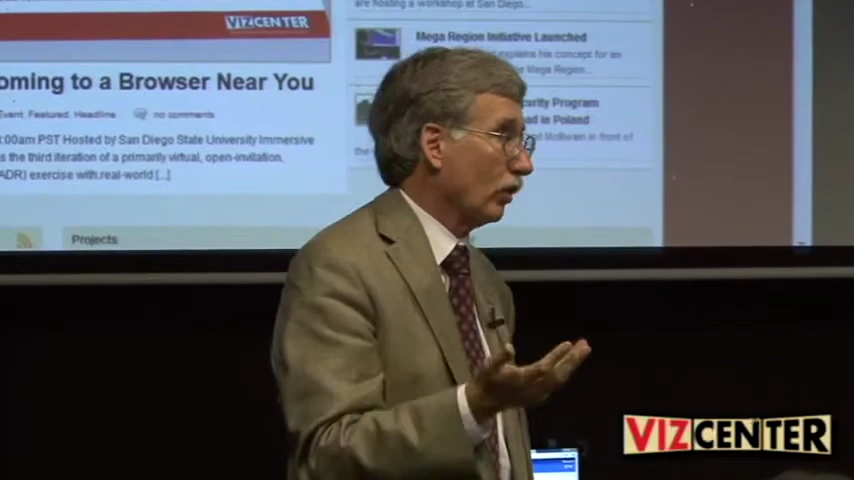 VIZCENTER
oming to a Browser Near You
Event, Featured, Headline no comments
:00am PST Hosted by San Diego State University Immersive
s the third iteration of a primarily virtual, open-invitation,
ADR) exercise with real-world [...]
Projects
are hosting a workshop at San Diego...
Mega Region Initiative Launched
explains his concept for an
Mega Region...
curity Program
ad in Poland
in front of
VIZCENTER